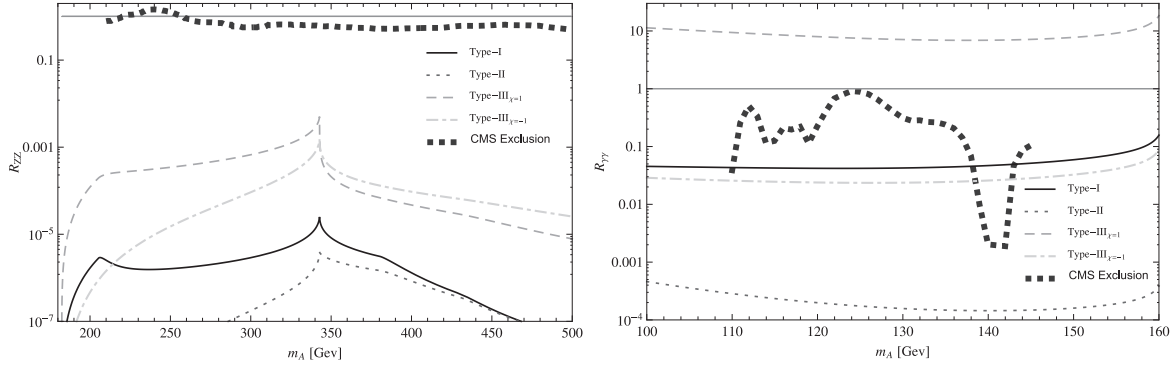 R_ZZ
0.1
0.001
10⁻⁵
10⁻⁷
200 250 300 350 400 450 500
m_A [Gev]
Type−I
Type−II
Type−III_χ=1
Type−III_χ=−1
CMS Exclusion
R_γγ
10
1
0.1
0.01
0.001
10⁻⁴
100 110 120 130 140 150 160
m_A [Gev]
Type−I
Type−II
Type−III_χ=1
Type−III_χ=−1
CMS Exclusion